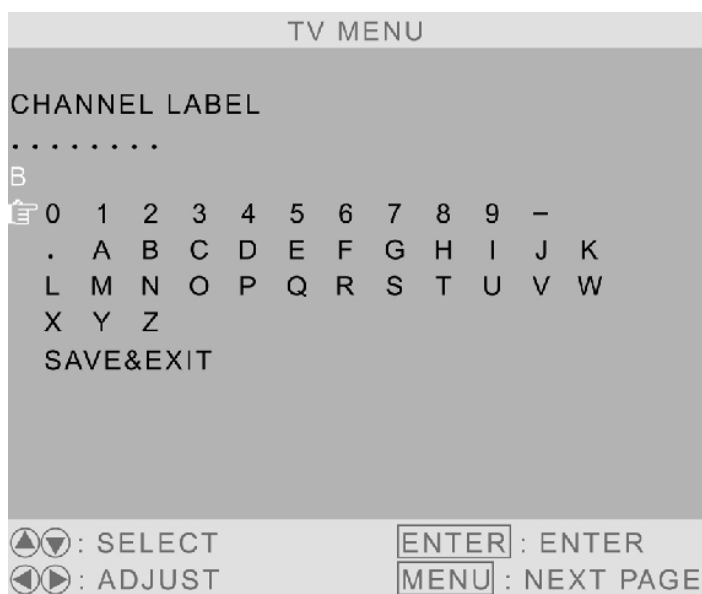 TV MENU
CHANNEL LABEL
........
B
0 1 2 3 4 5 6 7 8 9 –
. A B C D E F G H I J K
L M N O P Q R S T U V W
X Y Z
SAVE&EXIT
: SELECT ENTER : ENTER
: ADJUST MENU : NEXT PAGE